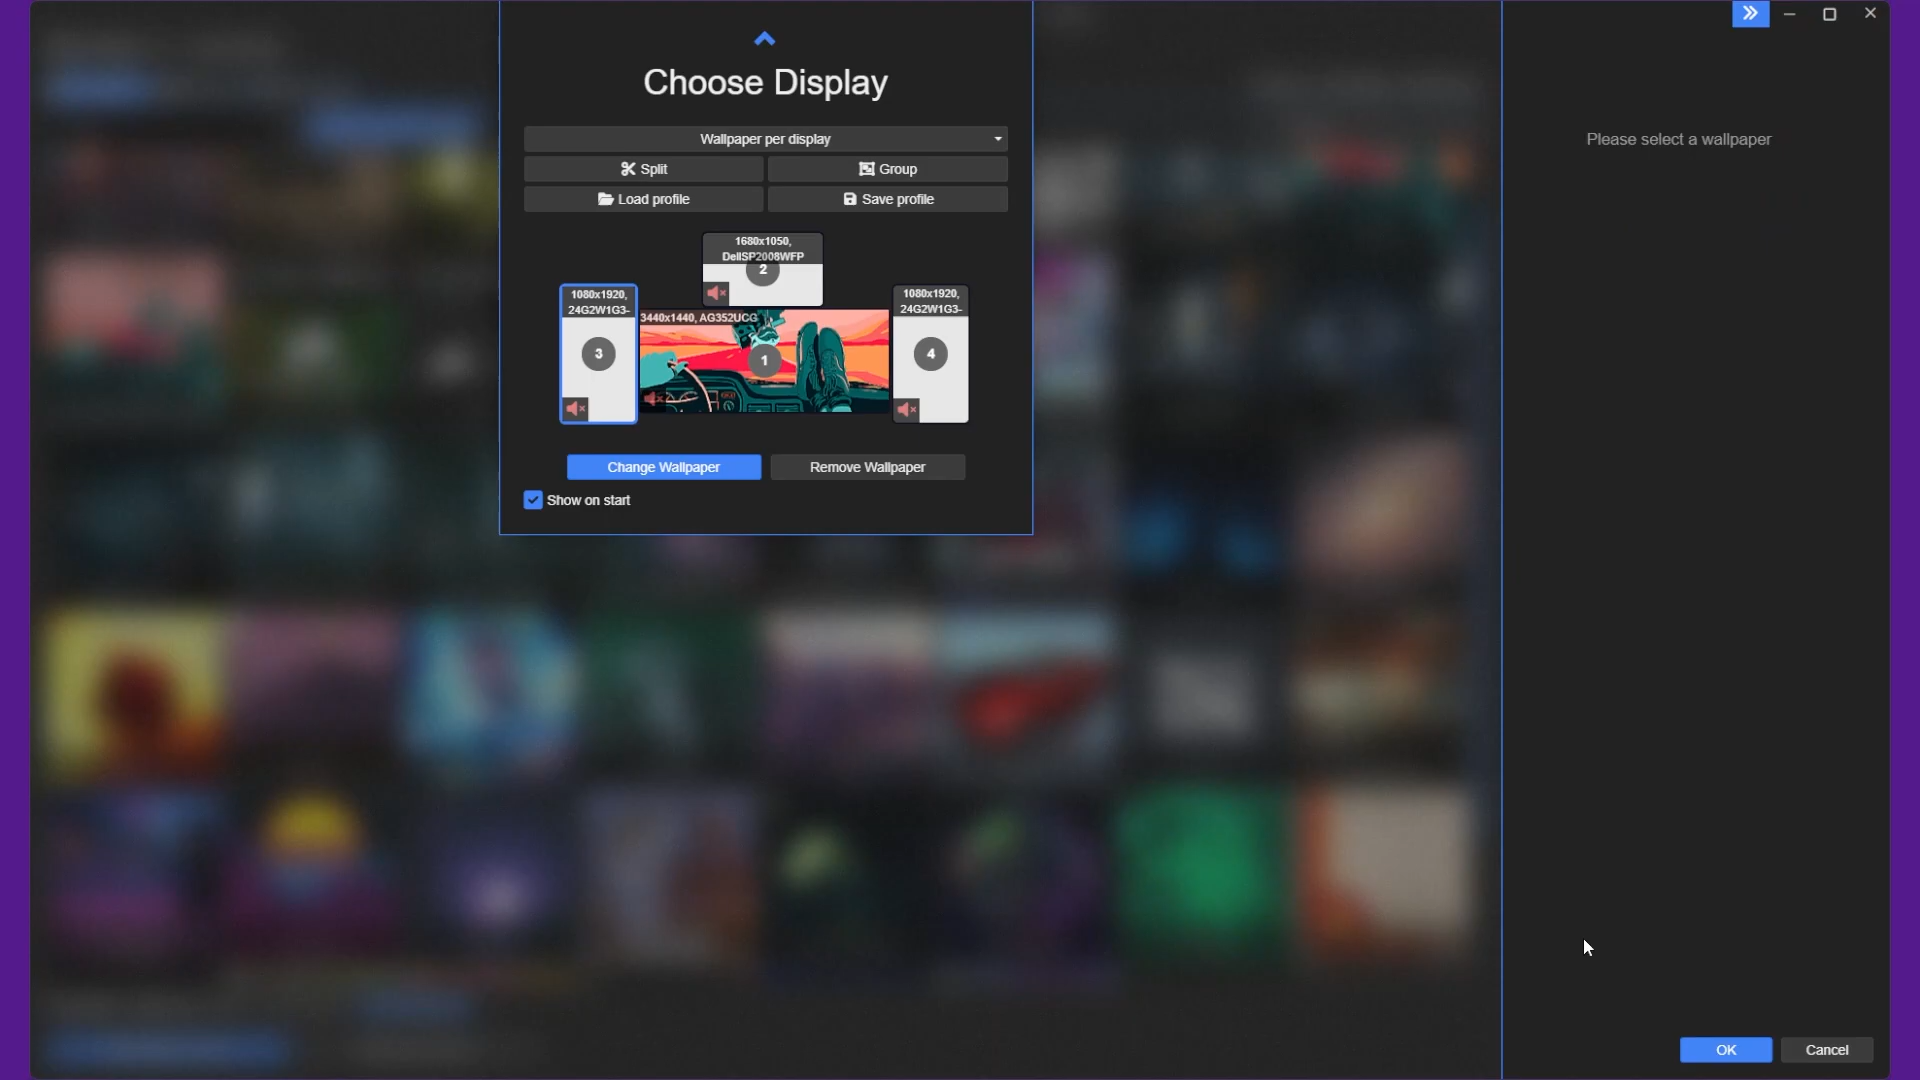 Choose Display
Please select a wallpaper
Wallpaper per display
Split
Group
Load profile
Save profile
1680x1050,
DellSP2008WFP
2
1080x1920,
24G2W1G3-
3
3440x1440, AG352UCG
1
1080x1920,
24G2W1G3-
4
Change Wallpaper
Remove Wallpaper
Show on start
OK
Cancel